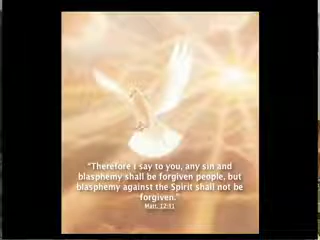 "Therefore I say to you, any sin and
blasphemy shall be forgiven people, but
blasphemy against the Spirit shall not be
forgiven."
Matt. 12:31